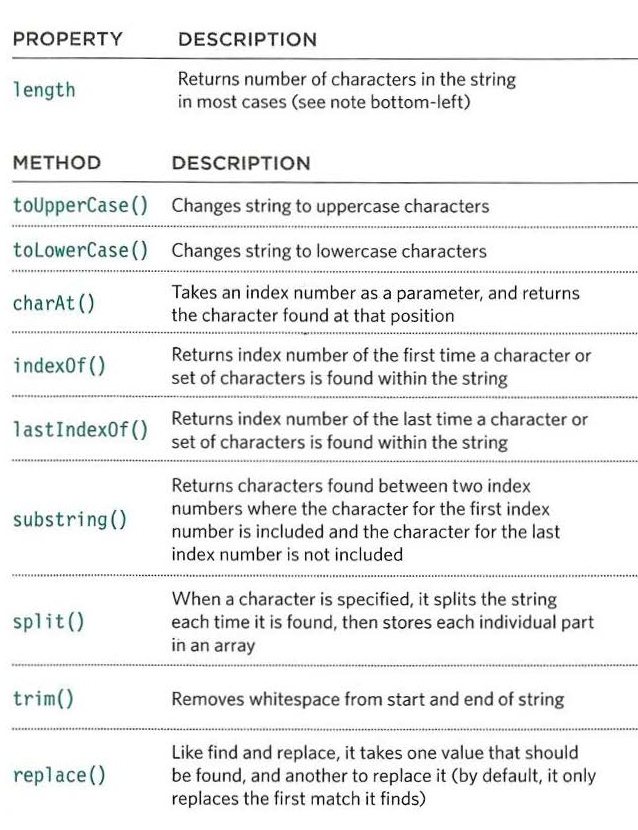 PROPERTY DESCRIPTION
length Returns number of characters in the string
in most cases (see note bottom-left)
METHOD DESCRIPTION
toUpperCase() Changes string to uppercase characters
toLowerCase() Changes string to lowercase characters
charAt() Takes an index number as a parameter, and returns
the character found at that position
indexOf() Returns index number of the first time a character or
set of characters is found within the string
lastIndexOf() Returns index number of the last time a character or
set of characters is found within the string
substring() Returns characters found between two index
numbers where the character for the first index
number is included and the character for the last
index number is not included
split() When a character is specified, it splits the string
each time it is found, then stores each individual part
in an array
trim() Removes whitespace from start and end of string
replace() Like find and replace, it takes one value that should
be found, and another to replace it (by default, it only
replaces the first match it finds)